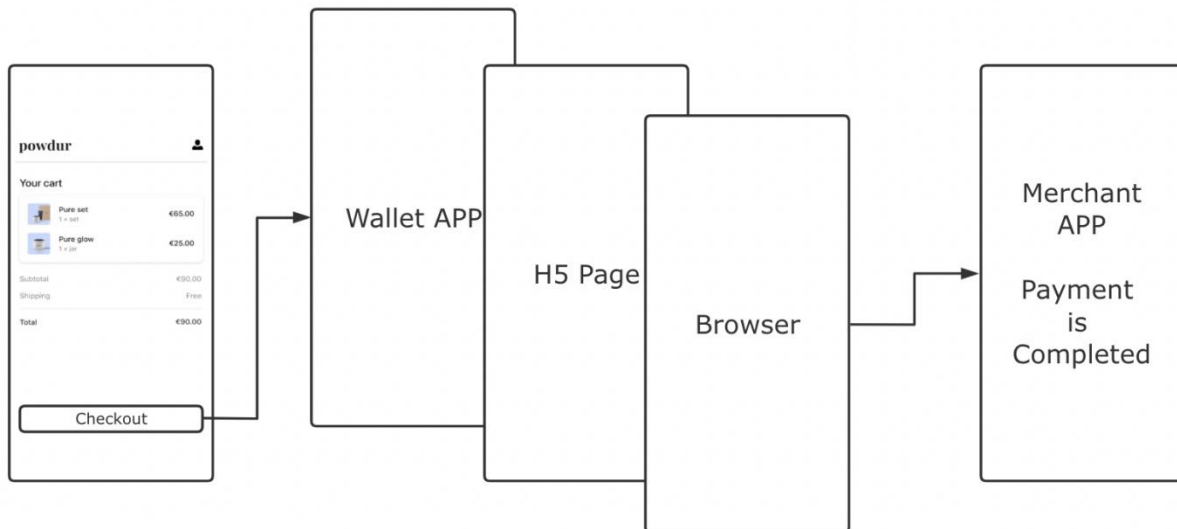 powdur
Your cart
Pure set
€65.00
1 × set
Pure glow
€25.00
1 × jar
Subtotal
€90.00
Shipping
Free
Total
€90.00
Checkout
Wallet APP
H5 Page
Browser
Merchant
APP
Payment
is
Completed